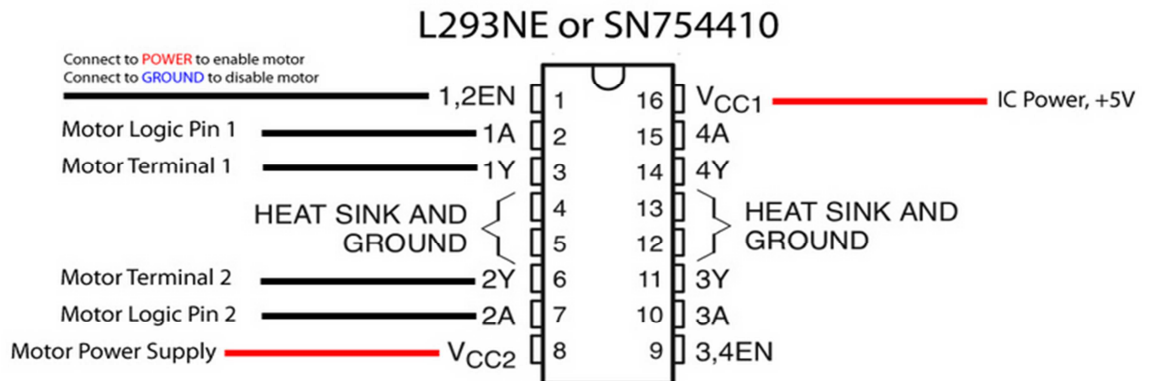 L293NE or SN754410
Connect to POWER to enable motor
Connect to GROUND to disable motor
1,2EN 1 16 VCC1 IC Power, +5V
Motor Logic Pin 1 1A 2 15 4A
Motor Terminal 1 1Y 3 14 4Y
4 13
HEAT SINK AND HEAT SINK AND
GROUND 5 12 GROUND
Motor Terminal 2 2Y 6 11 3Y
Motor Logic Pin 2 2A 7 10 3A
Motor Power Supply VCC2 8 9 3,4EN